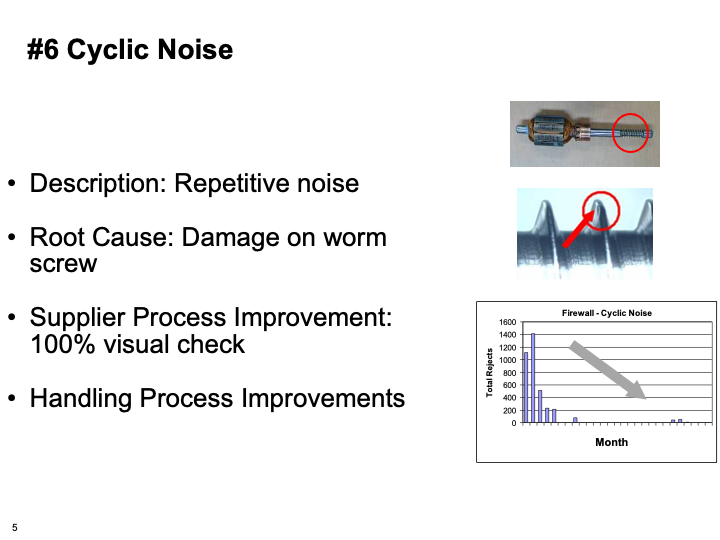 #6 Cyclic Noise
• Description: Repetitive noise
• Root Cause: Damage on worm
screw
• Supplier Process Improvement:
100% visual check
• Handling Process Improvements
Firewall - Cyclic Noise
Total Rejects
1600
1400
1200
1000
800
600
400
200
0
Month
5